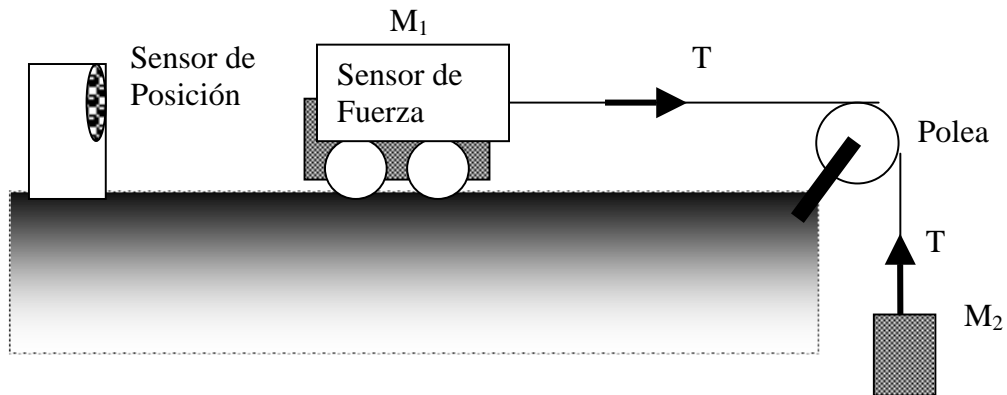 M₁
Sensor de
Posición
Sensor de
Fuerza
T
Polea
T
M₂